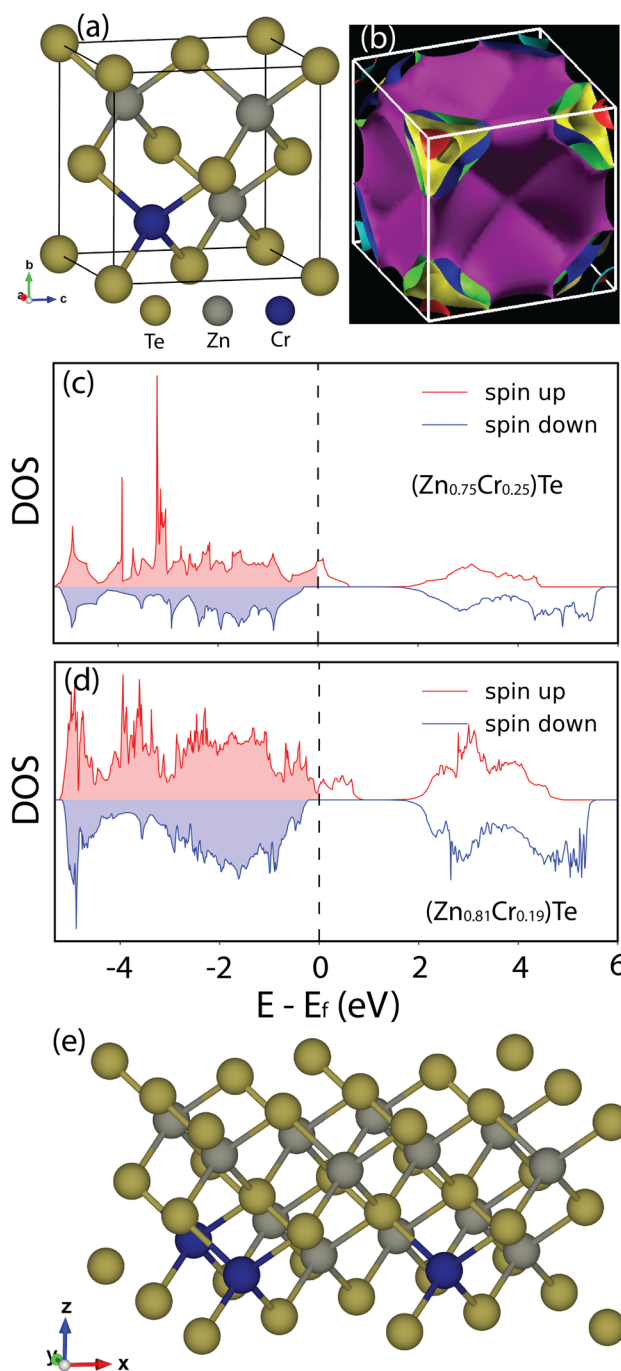 (a)
(b)
b
a
c
Te
Zn
Cr
(c)
spin up
spin down
(Zn0.75Cr0.25)Te
DOS
(d)
spin up
spin down
DOS
(Zn0.81Cr0.19)Te
-4
-2
0
2
4
6
E - Ef (eV)
(e)
z
y
x